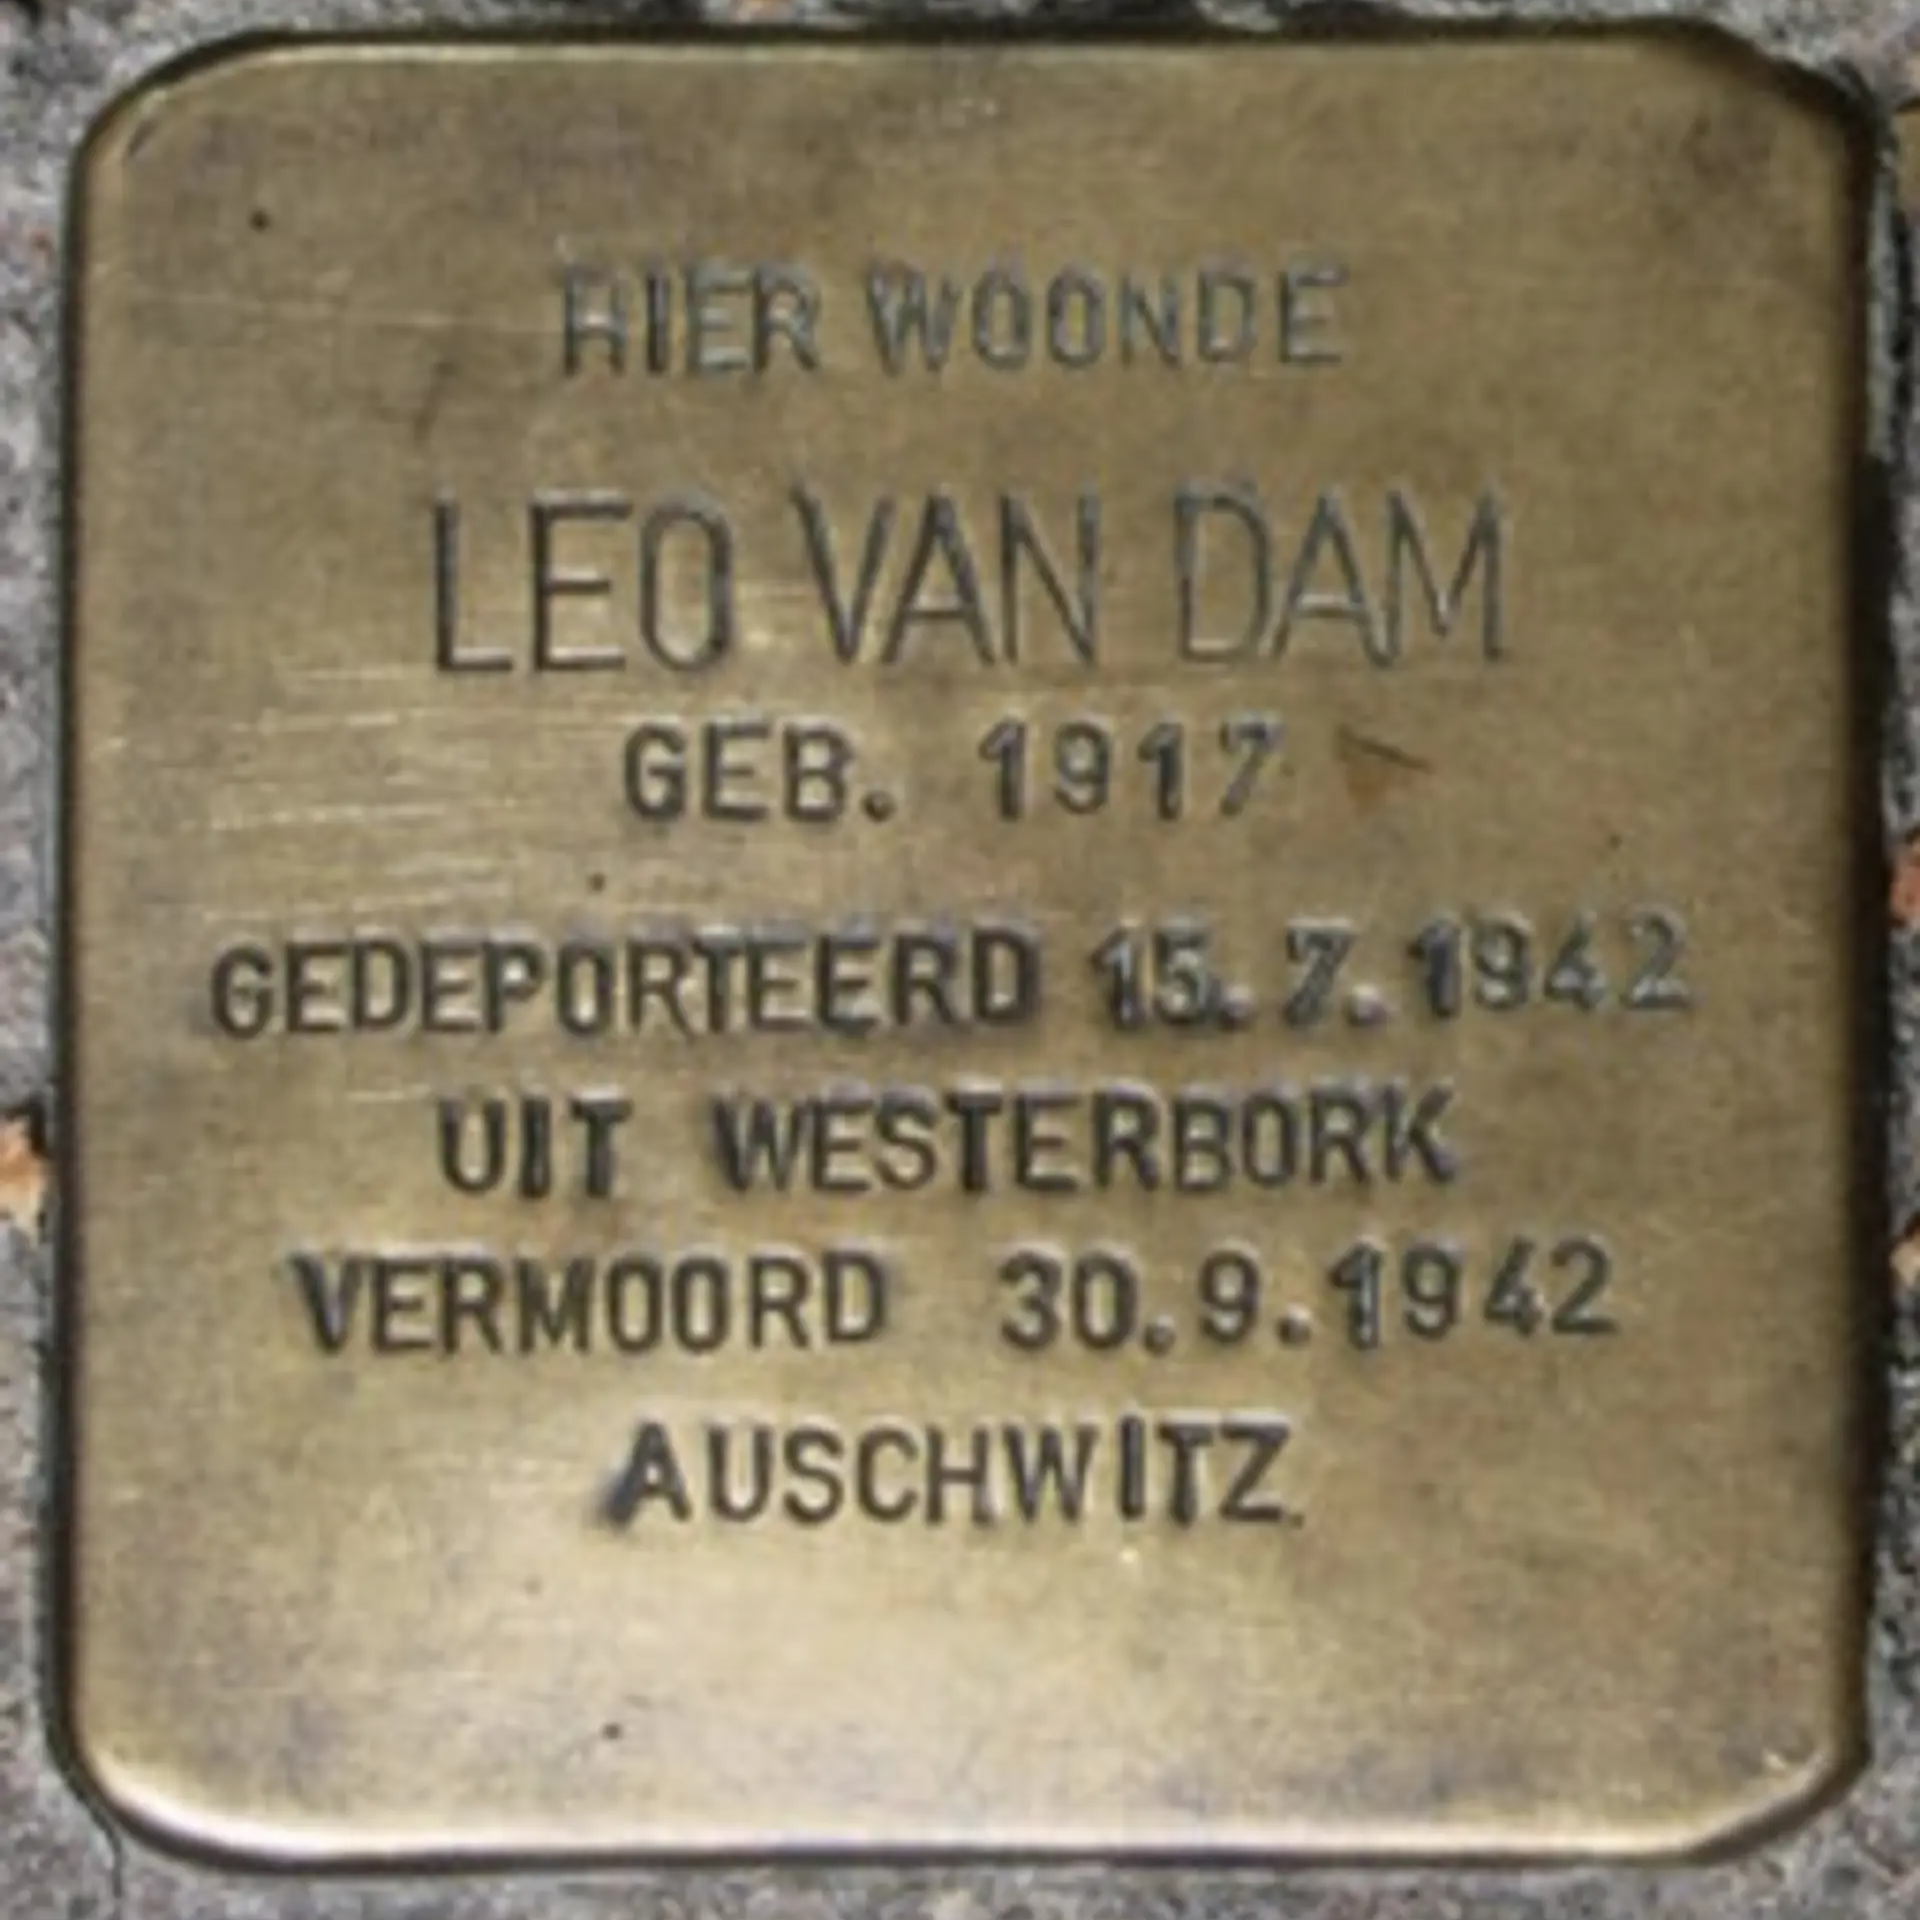 HIER WOONDE
LEO VAN DAM
GEB. 1917
GEDEPORTEERD 15.7.1942
UIT WESTERBORK
VERMOORD 30.9.1942
AUSCHWITZ